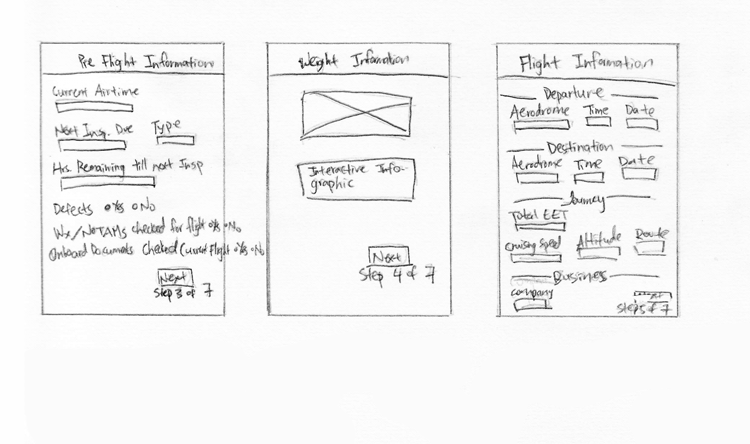 Pre Flight Information
Current Airtime
Next Insp. Due Type
Hrs. Remaining till next Insp
Defects o Yes o No
Wx/NoTAMs checked for flight o Yes o No
Onboard Documents Checked Current Flight o Yes o No
Next
Step 3 of 7
Weight Information
Interactive Info-
graphic
Next
Step 4 of 7
Flight Information
Departure
Aerodrome Time Date
Destination
Aerodrome Time Date
Journey
Total EET
Cruising Speed Altitude Route
Business
Company
Step 5 of 7